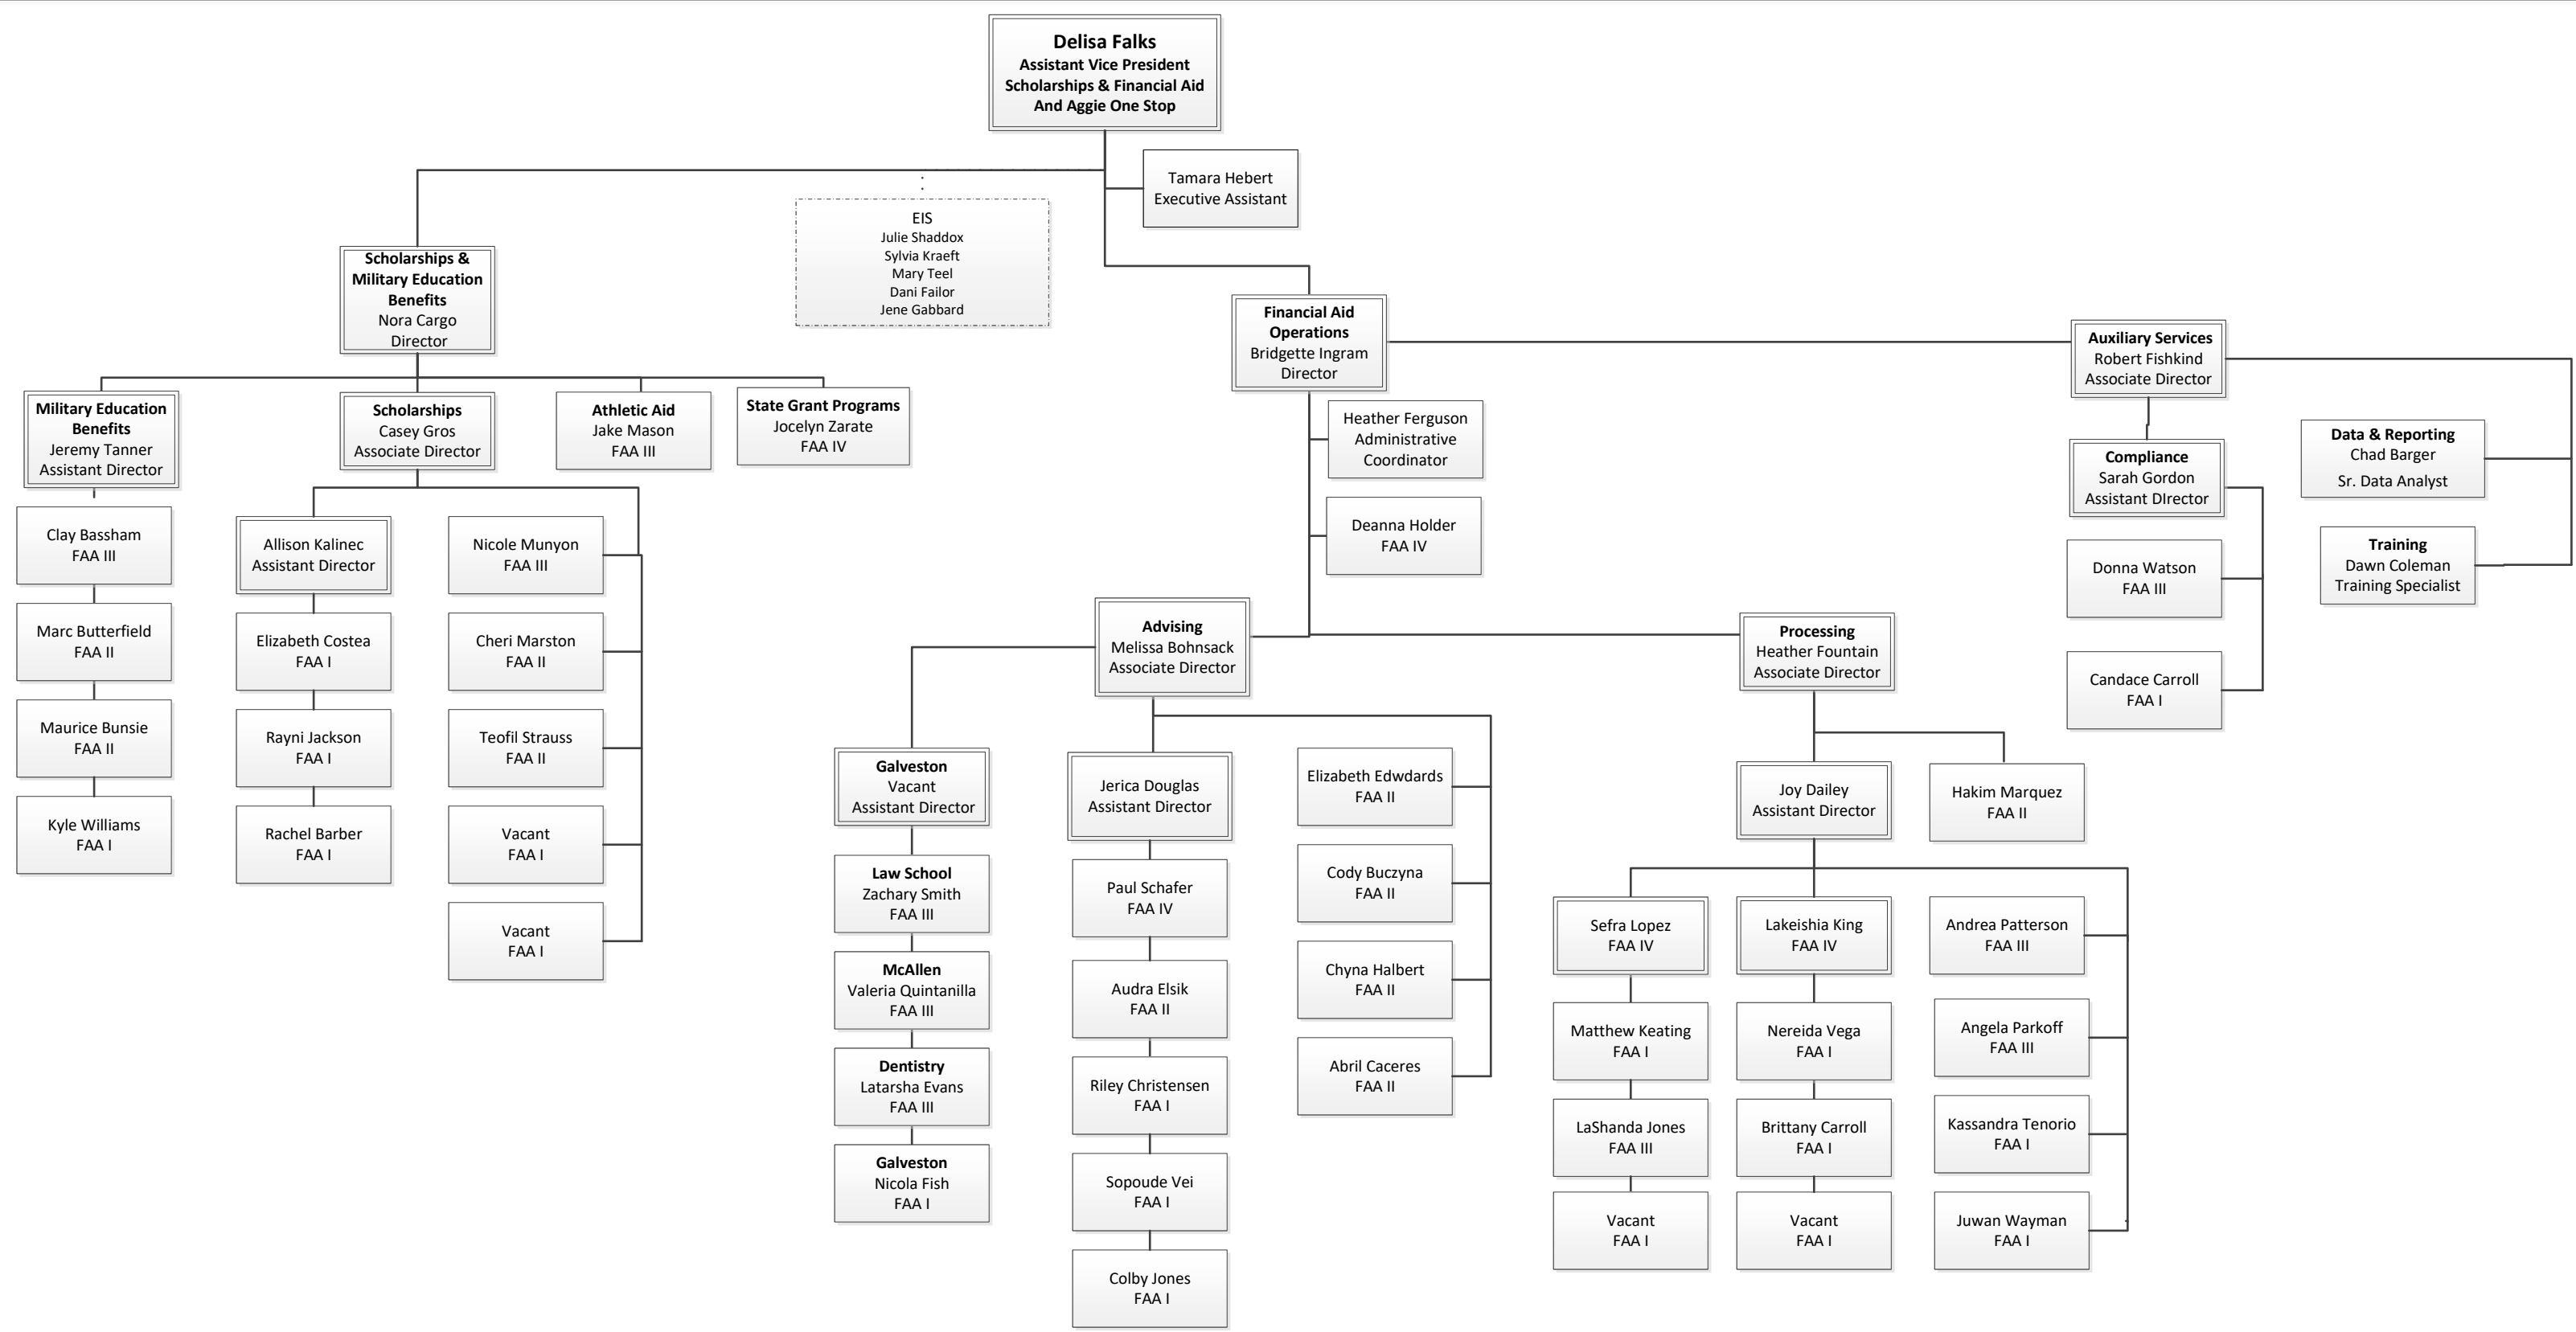 Delisa Falks
Assistant Vice President
Scholarships & Financial Aid
And Aggie One Stop
Tamara Hebert
Executive Assistant
EIS
Julie Shaddox
Sylvia Kraeft
Mary Teel
Dani Failor
Jene Gabbard
Scholarships &
Military Education
Benefits
Nora Cargo
Director
Military Education
Benefits
Jeremy Tanner
Assistant Director
Clay Bassham
FAA III
Marc Butterfield
FAA II
Maurice Bunsie
FAA II
Kyle Williams
FAA I
Scholarships
Casey Gros
Associate Director
Allison Kalinec
Assistant Director
Elizabeth Costea
FAA I
Rayni Jackson
FAA I
Rachel Barber
FAA I
Nicole Munyon
FAA III
Cheri Marston
FAA II
Teofil Strauss
FAA II
Vacant
FAA I
Vacant
FAA I
Athletic Aid
Jake Mason
FAA III
State Grant Programs
Jocelyn Zarate
FAA IV
Financial Aid
Operations
Bridgette Ingram
Director
Heather Ferguson
Administrative
Coordinator
Deanna Holder
FAA IV
Advising
Melissa Bohnsack
Associate Director
Galveston
Vacant
Assistant Director
Law School
Zachary Smith
FAA III
McAllen
Valeria Quintanilla
FAA III
Dentistry
Latarsha Evans
FAA III
Galveston
Nicola Fish
FAA I
Jerica Douglas
Assistant Director
Paul Schafer
FAA IV
Audra Elsik
FAA II
Riley Christensen
FAA I
Sopoude Vei
FAA I
Colby Jones
FAA I
Elizabeth Edwdards
FAA II
Cody Buczyna
FAA II
Chyna Halbert
FAA II
Abril Caceres
FAA II
Processing
Heather Fountain
Associate Director
Joy Dailey
Assistant Director
Hakim Marquez
FAA II
Sefra Lopez
FAA IV
Matthew Keating
FAA I
LaShanda Jones
FAA III
Vacant
FAA I
Lakeishia King
FAA IV
Nereida Vega
FAA I
Brittany Carroll
FAA I
Vacant
FAA I
Andrea Patterson
FAA III
Angela Parkoff
FAA III
Kassandra Tenorio
FAA I
Juwan Wayman
FAA I
Auxiliary Services
Robert Fishkind
Associate Director
Compliance
Sarah Gordon
Assistant DIrector
Donna Watson
FAA III
Candace Carroll
FAA I
Data & Reporting
Chad Barger
Sr. Data Analyst
Training
Dawn Coleman
Training Specialist